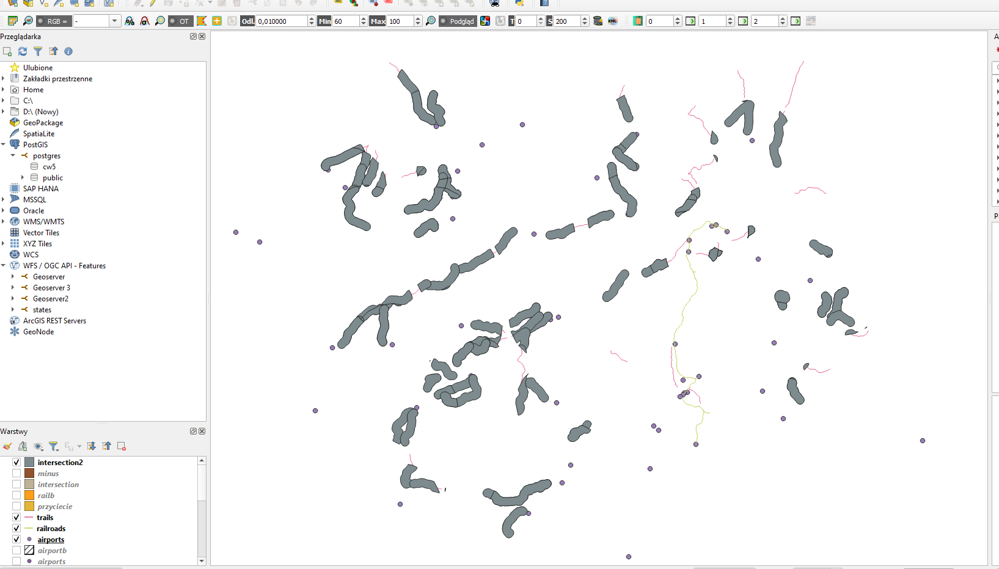 RGB = - OT Odl. 0,010000 Min 60 Max 100 Podgląd T 0 S 200 KML 0 1 2
Przeglądarka
Ulubione
Zakładki przestrzenne
Home
C:\
D:\ (Nowy)
GeoPackage
SpatiaLite
PostGIS
postgres
cw5
public
SAP HANA
MSSQL
Oracle
WMS/WMTS
Vector Tiles
XYZ Tiles
WCS
WFS / OGC API - Features
Geoserver
Geoserver 3
Geoserver2
states
ArcGIS REST Servers
GeoNode
Warstwy
intersection2
minus
intersection
railb
przyciecie
trails
railroads
airports
airportb
airports